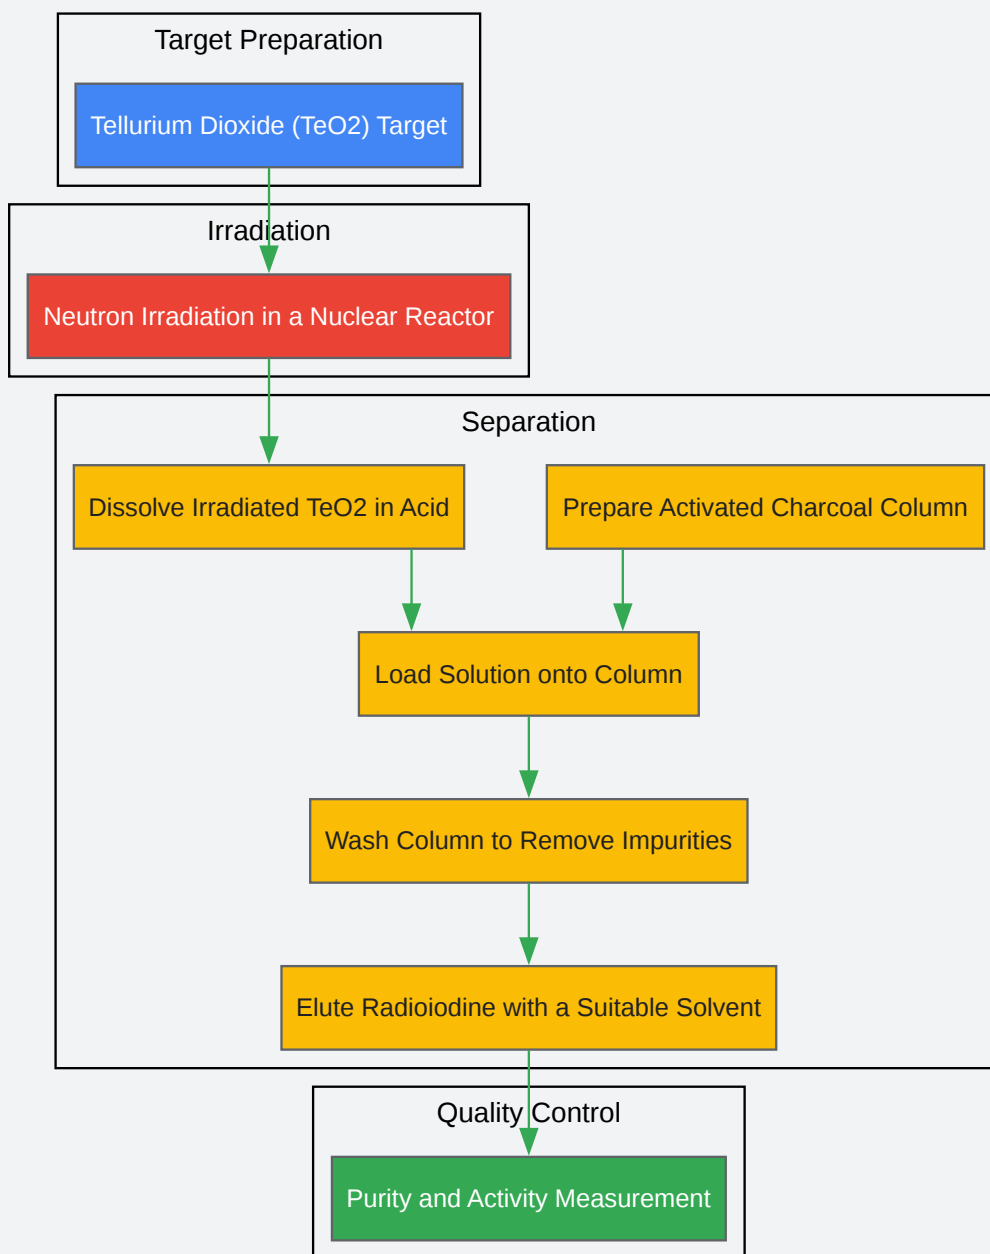 Target Preparation
Tellurium Dioxide (TeO2) Target
Irradiation
Neutron Irradiation in a Nuclear Reactor
Separation
Dissolve Irradiated TeO2 in Acid
Prepare Activated Charcoal Column
Load Solution onto Column
Wash Column to Remove Impurities
Elute Radioiodine with a Suitable Solvent
Quality Control
Purity and Activity Measurement